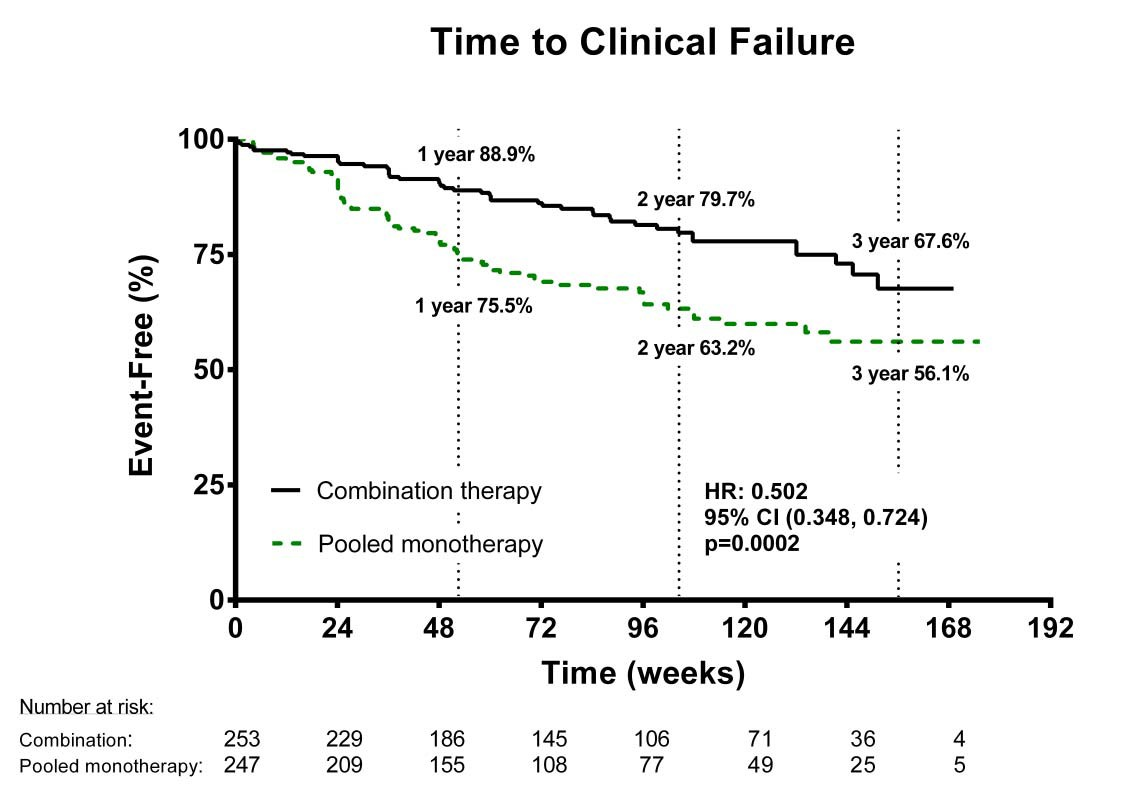 Time to Clinical Failure
100
75
50
25
0
Event-Free (%)
1 year 88.9%
2 year 79.7%
3 year 67.6%
1 year 75.5%
2 year 63.2%
3 year 56.1%
Combination therapy
Pooled monotherapy
HR: 0.502
95% CI (0.348, 0.724)
p=0.0002
0 24 48 72 96 120 144 168 192
Time (weeks)
Number at risk:
Combination: 253 229 186 145 106 71 36 4
Pooled monotherapy: 247 209 155 108 77 49 25 5